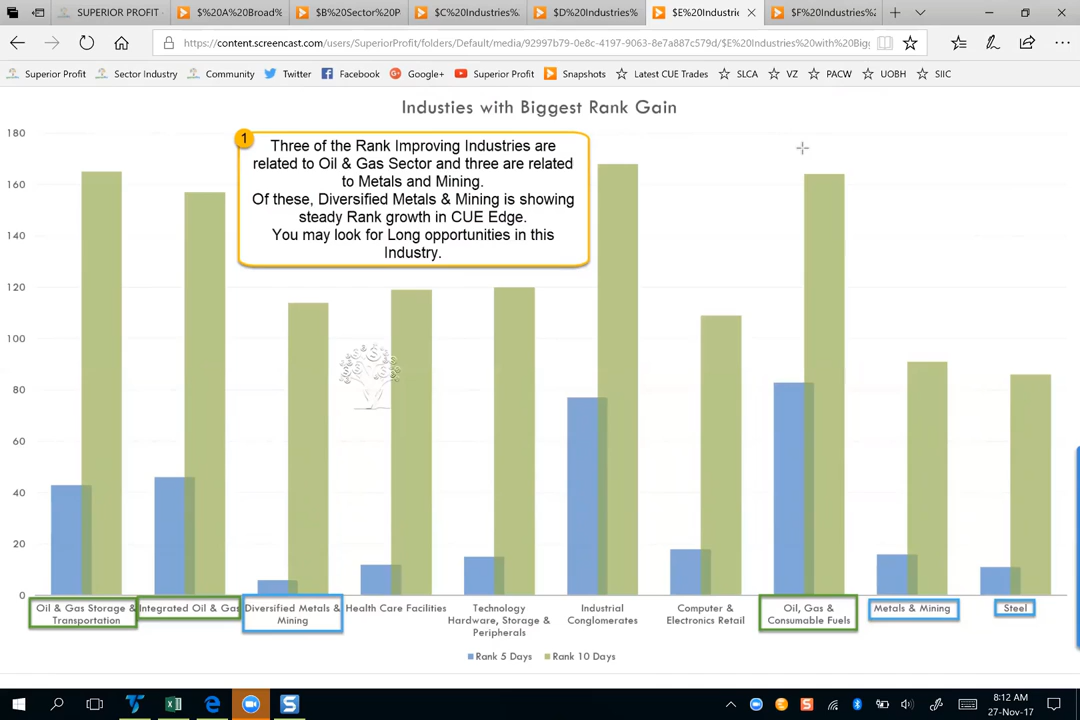 SUPERIOR PROFIT
$%20A%20Broad%
$B%20Sector%20P
$C%20Industries%
$D%20Industries%
$E%20Industri
$F%20Industries%2
https://content.screencast.com/users/SuperiorProfit/folders/Default/media/92997b79-0e8c-4197-9063-8e7a887c579d/$E%20Industries%20with%20Big
Superior Profit
Sector Industry
Community
Twitter
Facebook
Google+
Superior Profit
Snapshots
Latest CUE Trades
SLCA
VZ
PACW
UOBH
SIIC
Industies with Biggest Rank Gain
180
160
140
120
100
80
60
40
20
0
1
Three of the Rank Improving Industries are
related to Oil & Gas Sector and three are related
to Metals and Mining.
Of these, Diversified Metals & Mining is showing
steady Rank growth in CUE Edge.
You may look for Long opportunities in this
Industry.
Oil & Gas Storage &
Transportation
Integrated Oil & Gas
Diversified Metals &
Mining
Health Care Facilities
Technology
Hardware, Storage &
Peripherals
Industrial
Conglomerates
Computer &
Electronics Retail
Oil, Gas &
Consumable Fuels
Metals & Mining
Steel
Rank 5 Days
Rank 10 Days
8:12 AM
27-Nov-17